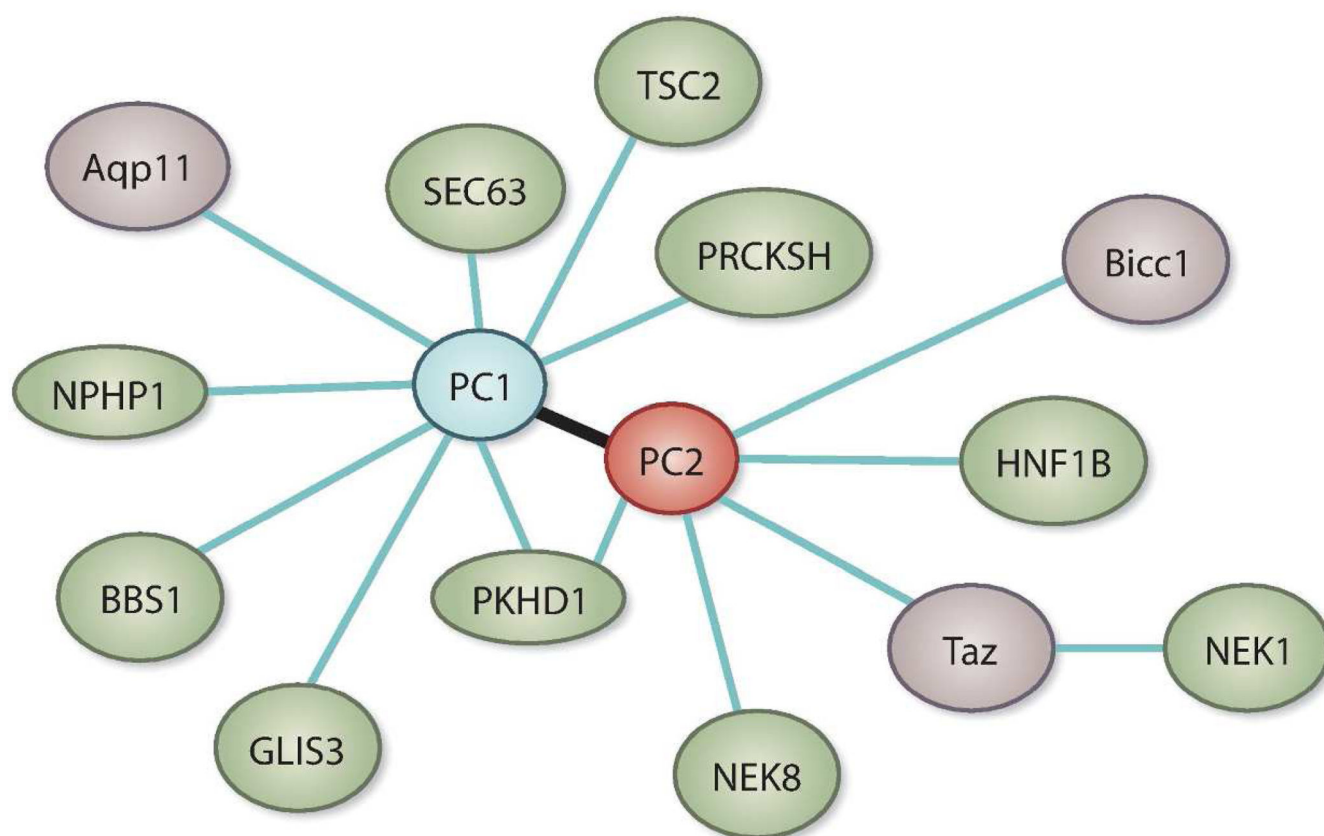 TSC2
Aqp11
SEC63
PRCKSH
Bicc1
NPHP1
PC1
PC2
HNF1B
BBS1
PKHD1
Taz
NEK1
GLIS3
NEK8